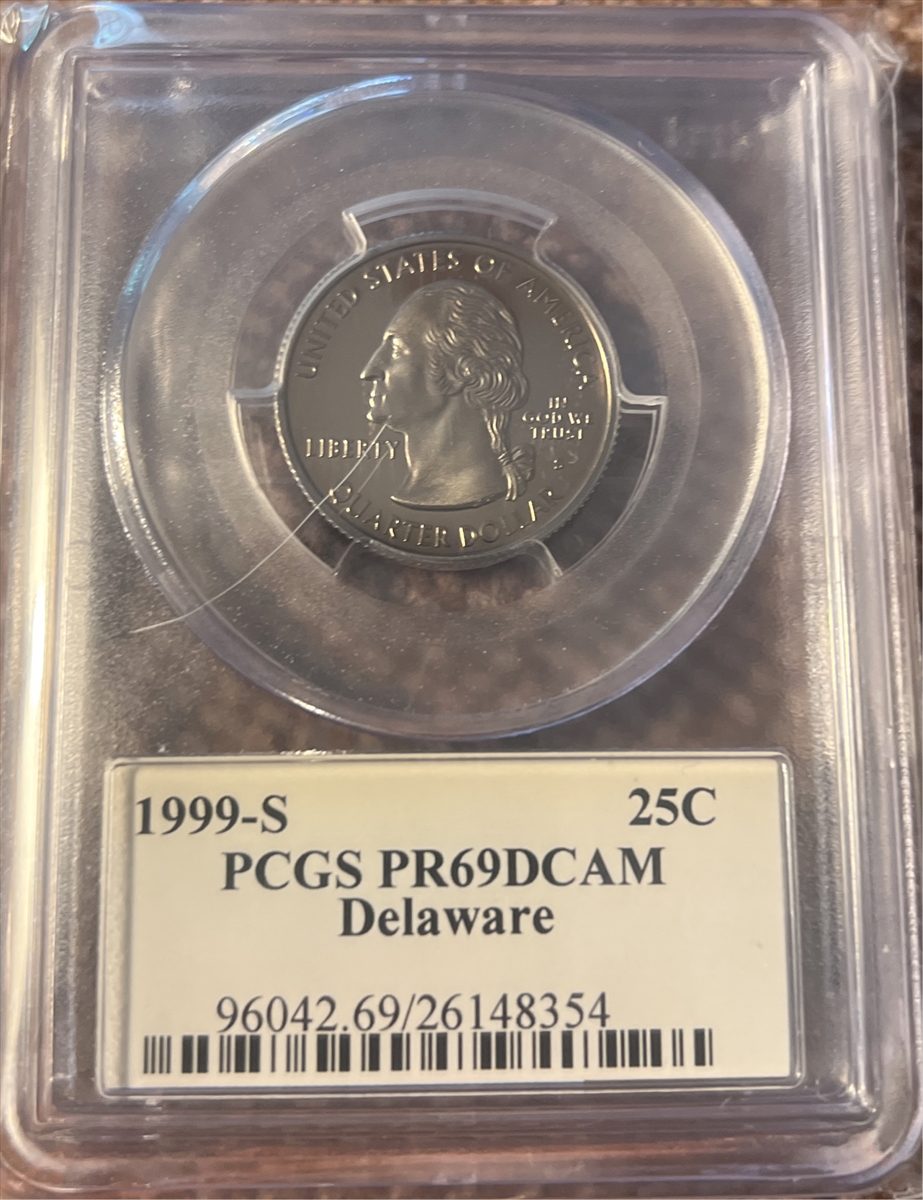 UNITED STATES OF AMERICA
LIBERTY
IN
GOD WE
TRUST
S
QUARTER DOLLAR
1999-S 25C
PCGS PR69DCAM
Delaware
96042.69/26148354